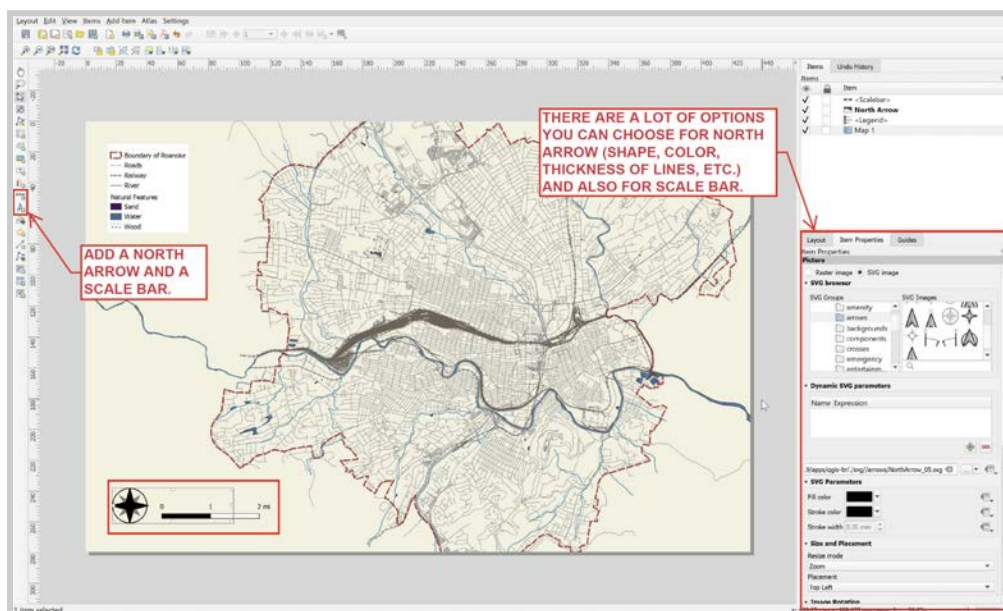 Layout Edit View Items Add Item Atlas Settings
Items Undo History
Items
Item
<Scalebar>
North Arrow
<Legend>
Map 1
THERE ARE A LOT OF OPTIONS
YOU CAN CHOOSE FOR NORTH
ARROW (SHAPE, COLOR,
THICKNESS OF LINES, ETC.)
AND ALSO FOR SCALE BAR.
Boundary of Roanoke
Roads
Railway
River
Natural Features
Sand
Water
Wood
ADD A NORTH
ARROW AND A
SCALE BAR.
0 1 2 mi
Layout Item Properties Guides
Item Properties
Picture
Raster image SVG image
SVG browser
SVG Groups SVG Images
amenity
arrows
backgrounds
components
crosses
emergency
Dynamic SVG parameters
Name Expression
SVG Parameters
Fill color
Stroke color
Stroke width
Size and Placement
Resize mode
Zoom
Placement
Top Left
Image Rotation
1 item selected